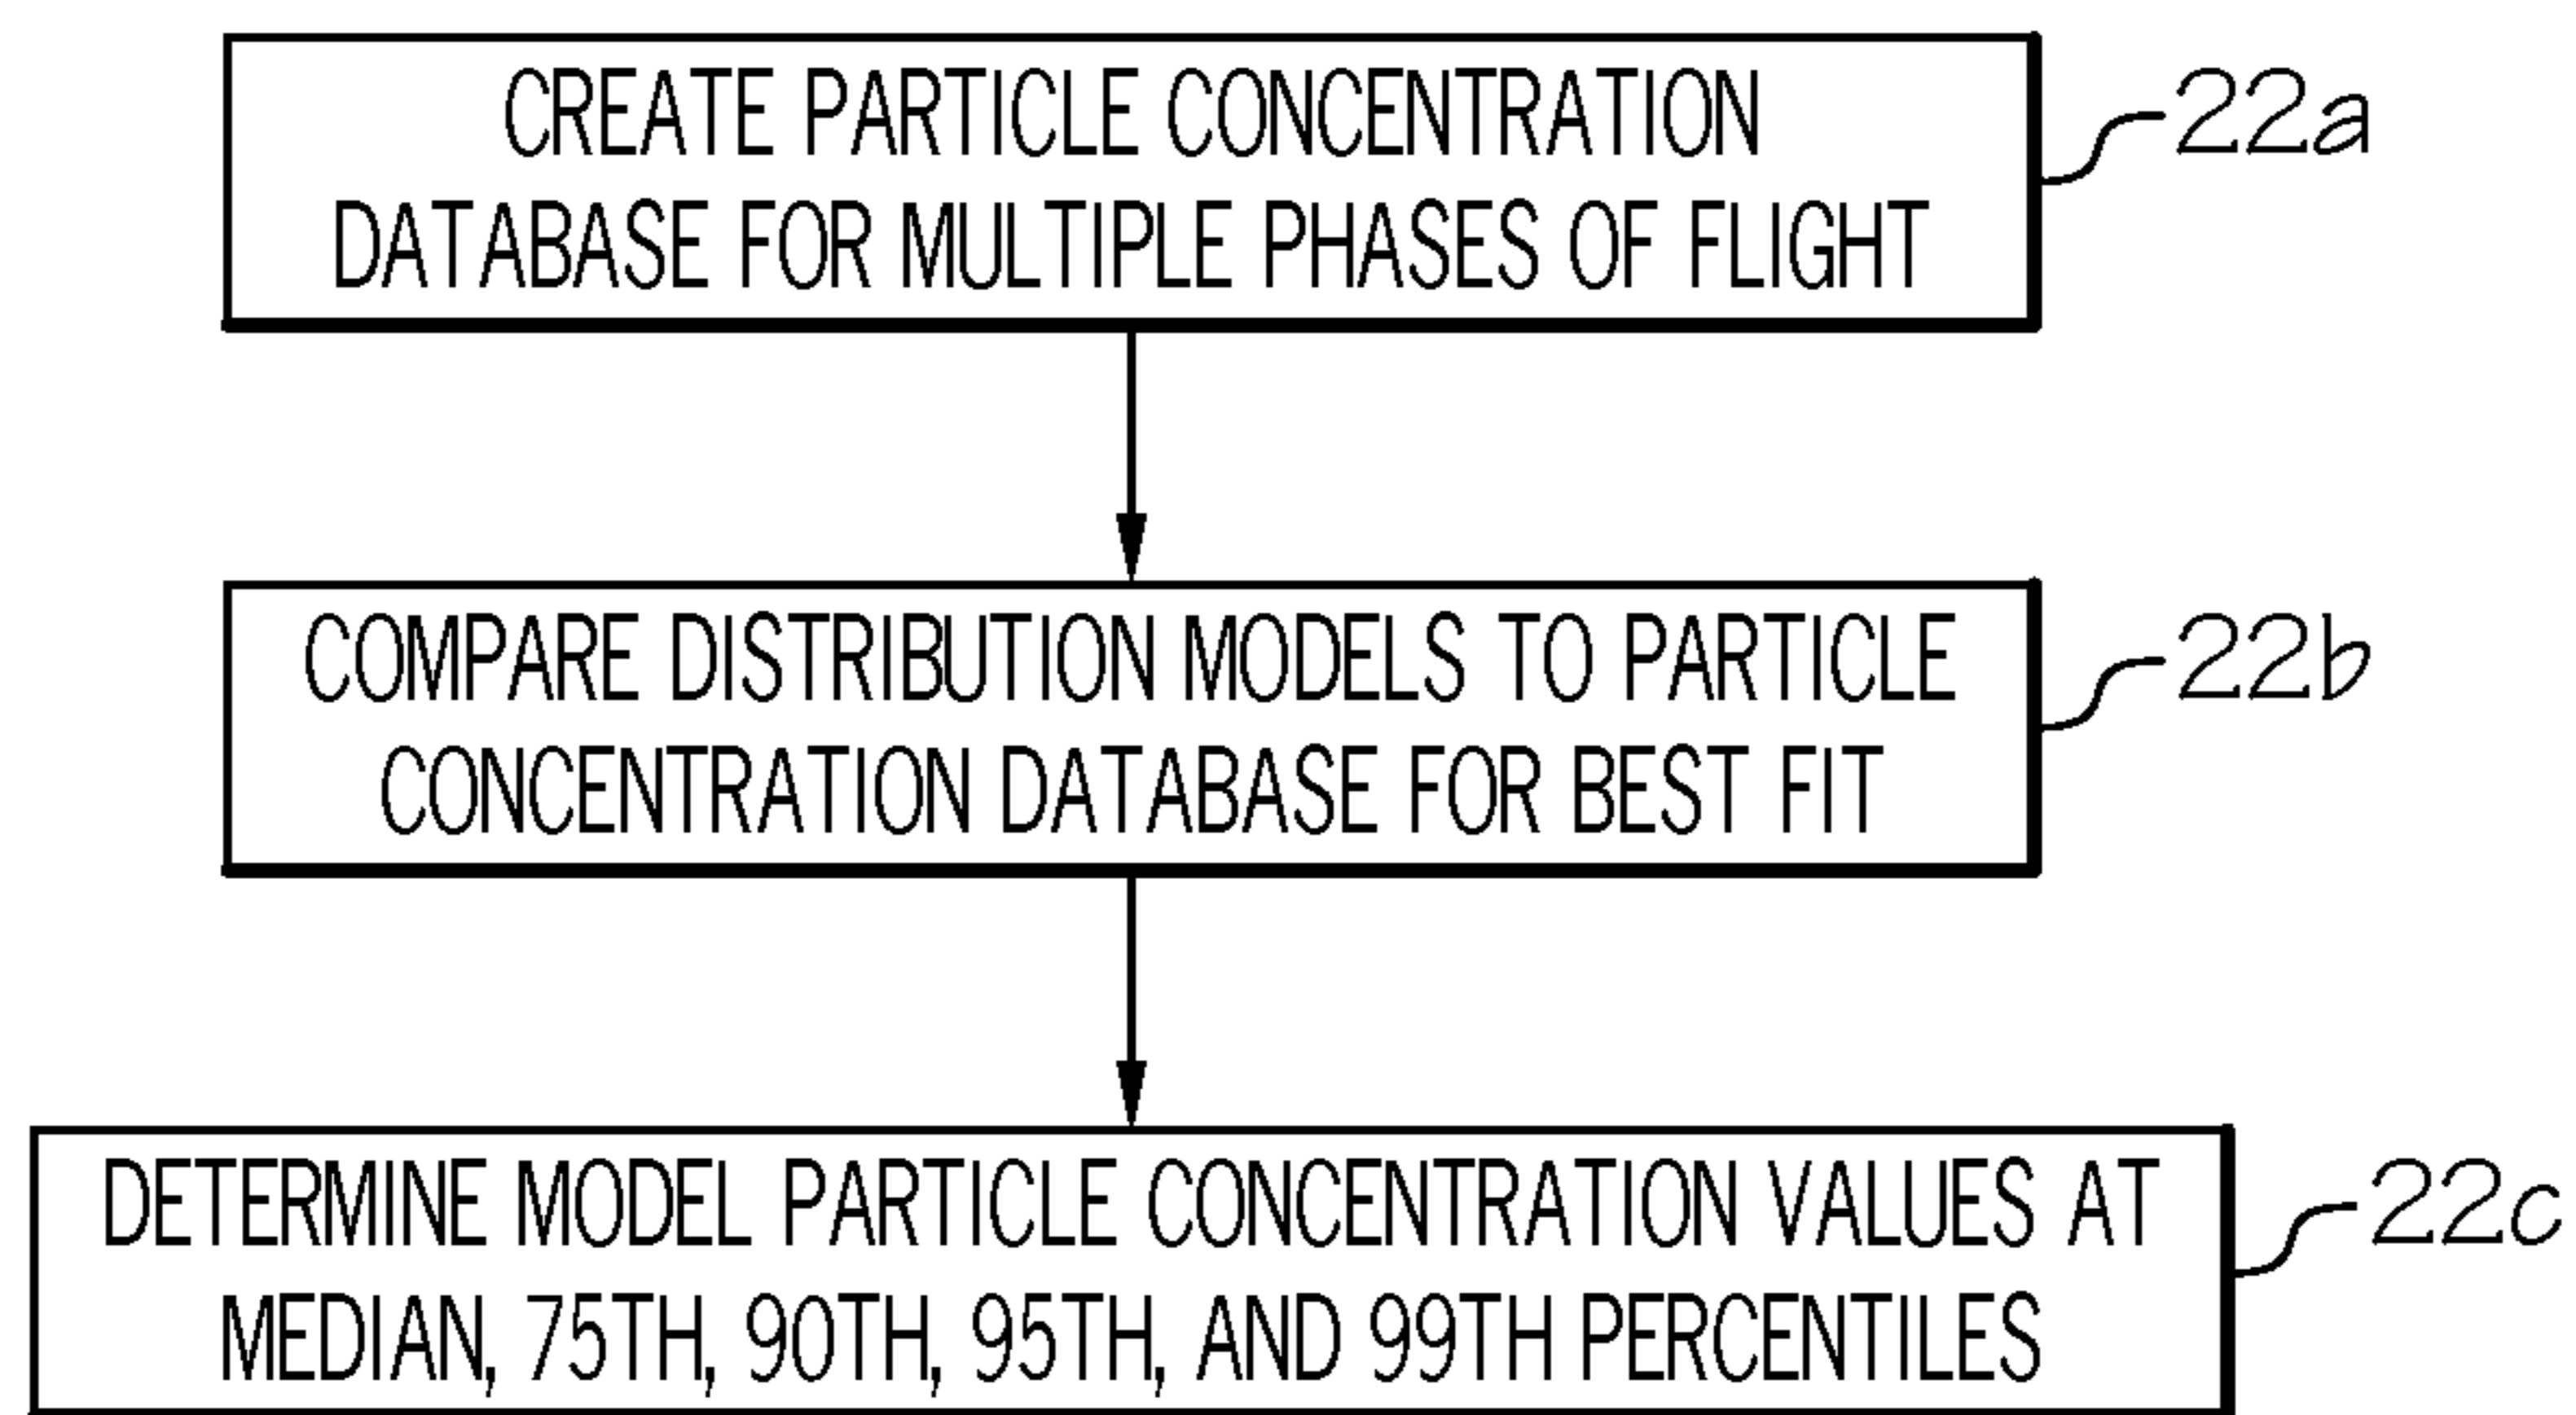 CREATE PARTICLE CONCENTRATION
DATABASE FOR MULTIPLE PHASES OF FLIGHT
22a
COMPARE DISTRIBUTION MODELS TO PARTICLE
CONCENTRATION DATABASE FOR BEST FIT
22b
DETERMINE MODEL PARTICLE CONCENTRATION VALUES AT
MEDIAN, 75TH, 90TH, 95TH, AND 99TH PERCENTILES
22c